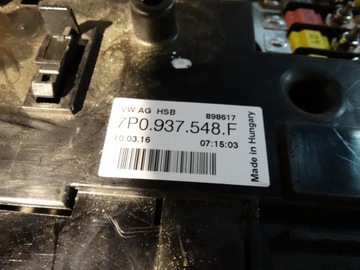 VW AG HSB 898617
7P0.937.548.F
10.03.16 07:15:03
Made in Hungary